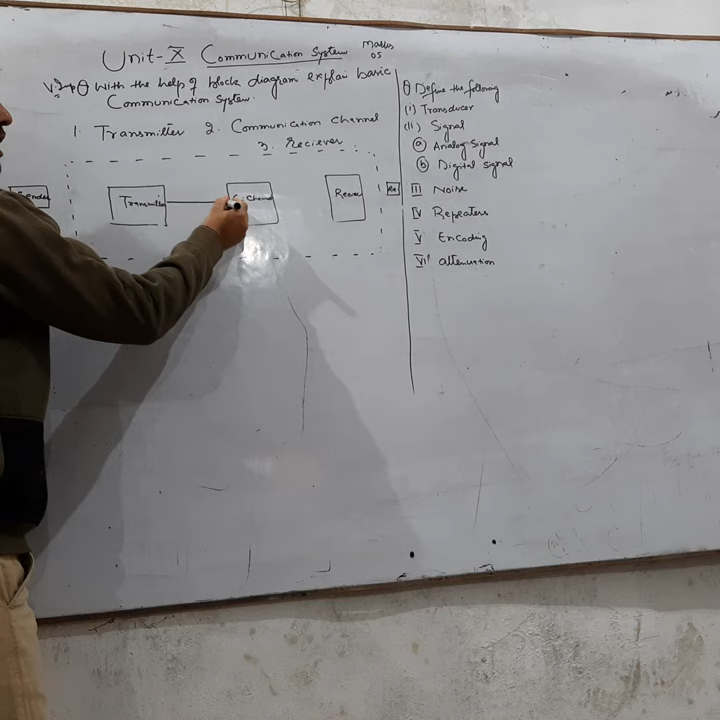 Unit-X Communication System Marks
05
V.Imp Q With the help of block diagram explain basic
Communication System.
1. Transmitter 2. Communication channel
3. Reciever
Transmitter
Q Define the following
(i) Transducer
(ii) Signal
(a) Analog Signal
(b) Digital Signal
III Noise
IV Repeaters
V Encoding
VI Attenuation